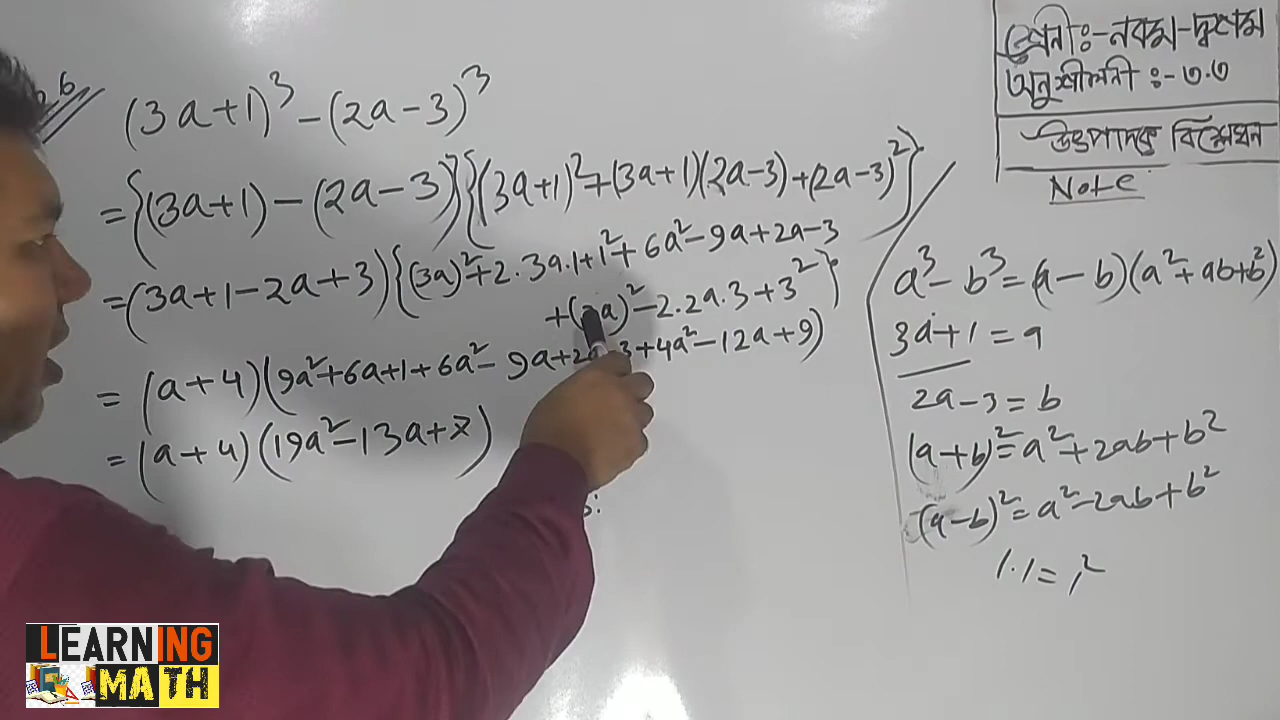 (3a+1)³-(2a-3)³
={(3a+1)-(2a-3)}{(3a+1)²+(3a+1)(2a-3)+(2a-3)²}
=(3a+1-2a+3){(3a)²+2.3a.1+1²+6a²-9a+2a-3
+(2a)²-2.2a.3+3²}
=(a+4)(9a²+6a+1+6a²-9a+2a-3+4a²-12a+9)
=(a+4)(19a²-13a+7)
শ্রেনী:-নবম-দশম
অনুশীলনী:-৩.৩
উৎপাদক বিশ্লেষন
Note
a³-b³=(a-b)(a²+ab+b²)
3a+1=a
2a-3=b
(a+b)²=a²+2ab+b²
(a-b)²=a²-2ab+b²
1.1=1²
LEARNING
MATH